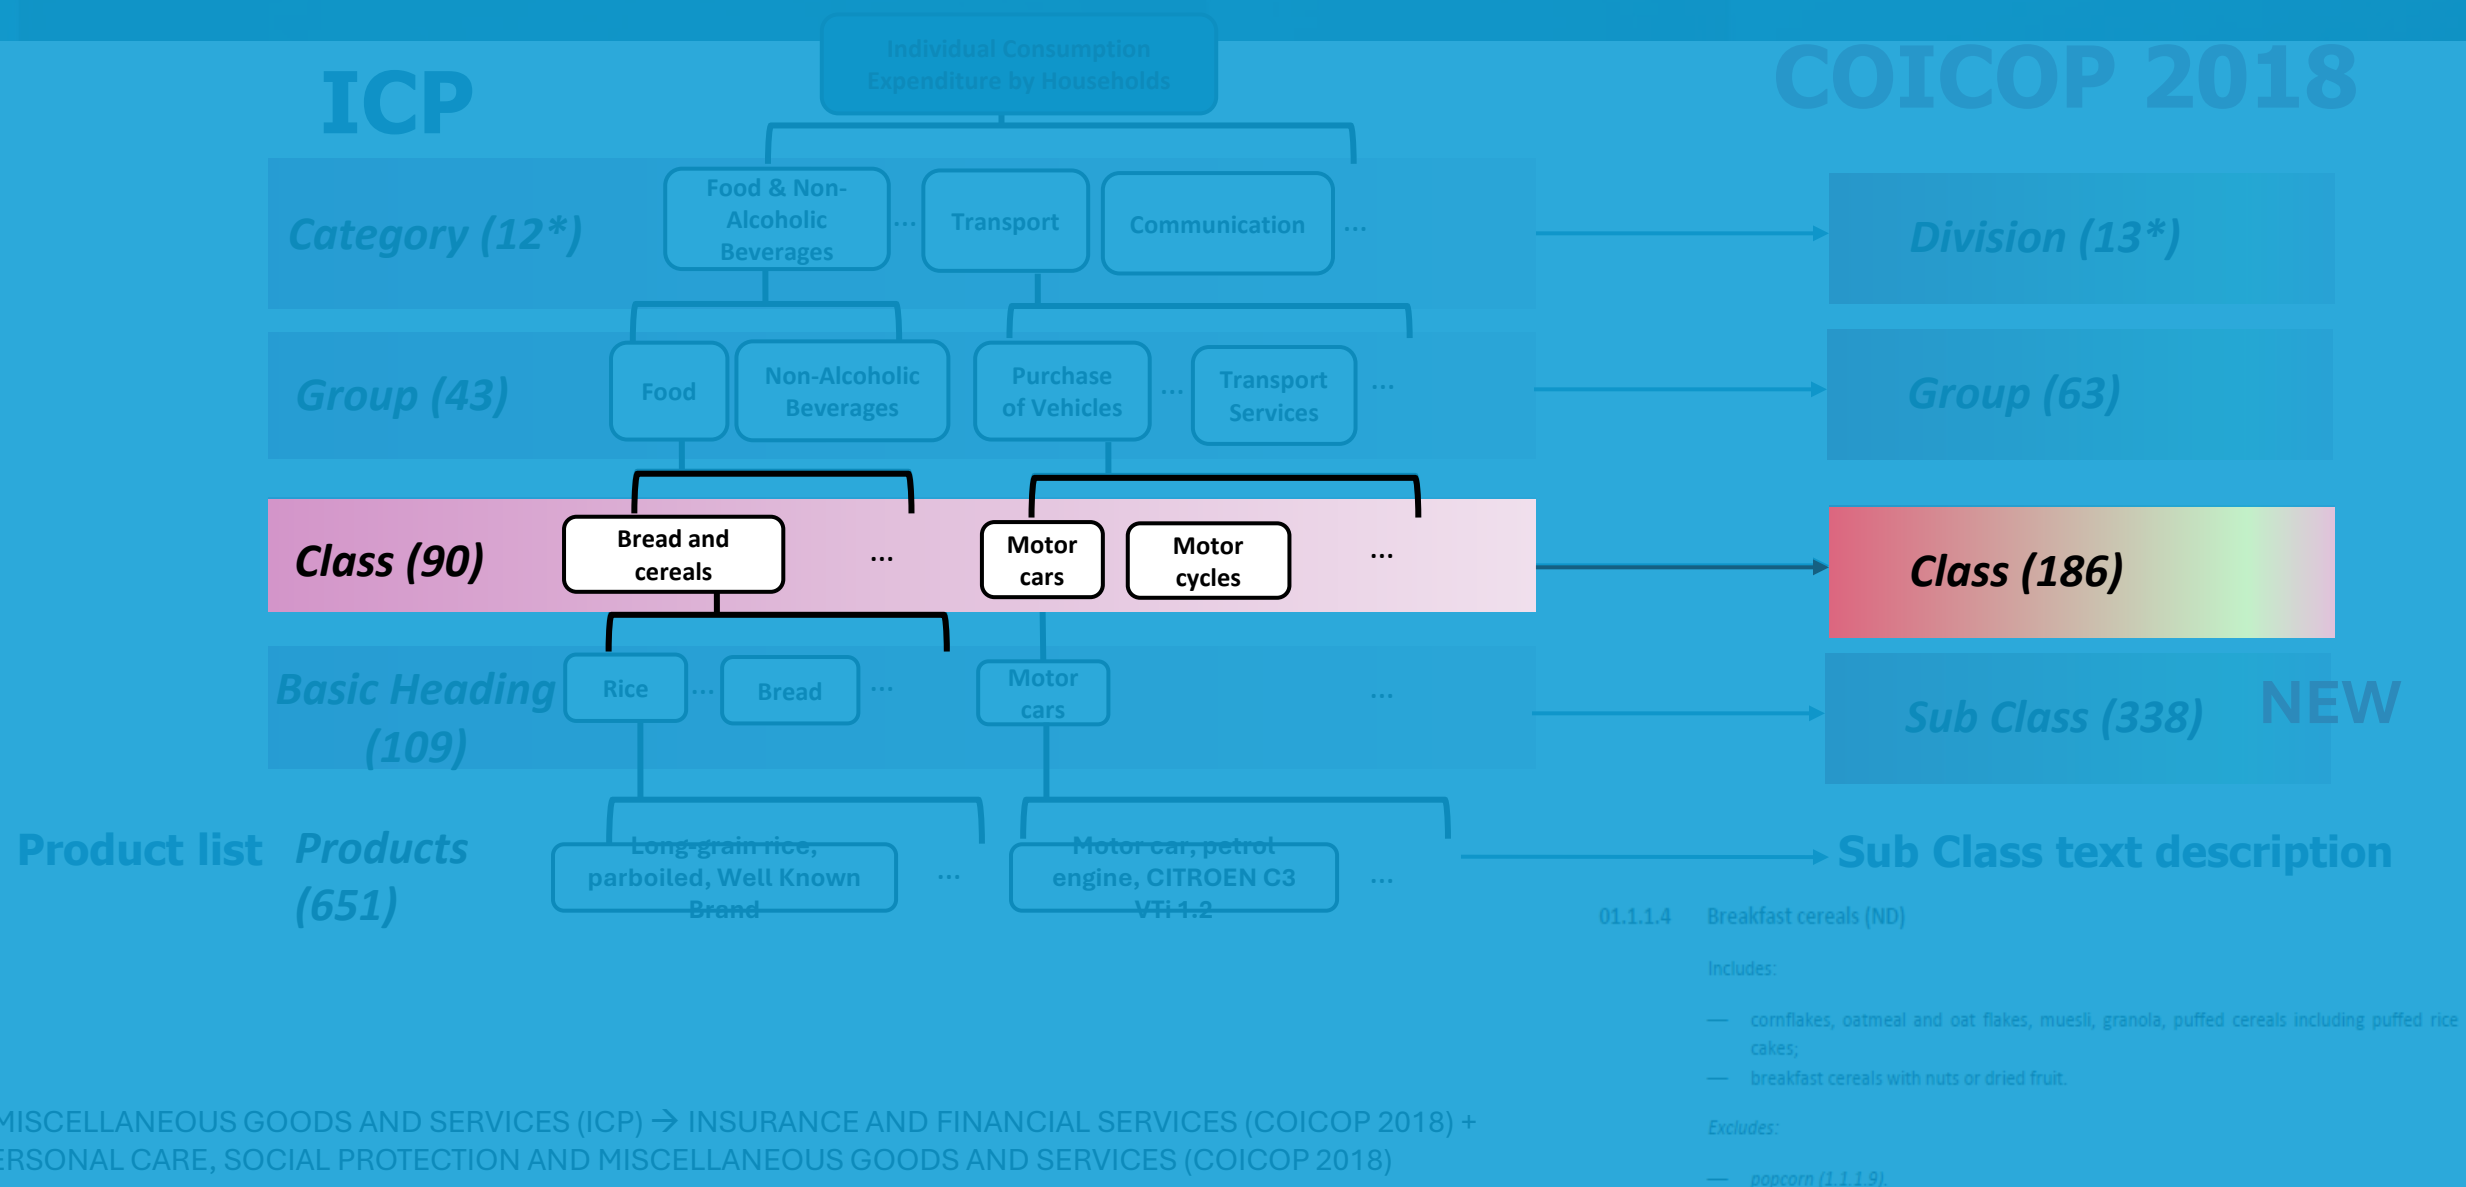 Individual Consumption
Expenditure by Households
ICP
COICOP 2018
Category (12*)
Food & Non-
Alcoholic
Beverages
...
Transport
Communication
...
Division (13*)
Group (43)
Food
Non-Alcoholic
Beverages
Purchase
of Vehicles
...
Transport
Services
...
Group (63)
Class (90)
Bread and
cereals
...
Motor
cars
Motor
cycles
...
Class (186)
Basic Heading
(109)
Rice
...
Bread
...
Motor
cars
...
Sub Class (338)
NEW
Product list
Products
(651)
Long-grain rice,
parboiled, Well Known
Brand
...
Motor car, petrol
engine, CITROEN C3
VTi 1.2
...
Sub Class text description
01.1.1.4 Breakfast cereals (ND)
Includes:
— cornflakes, oatmeal and oat flakes, muesli, granola, puffed cereals including puffed rice
cakes;
— breakfast cereals with nuts or dried fruit.
Excludes:
— popcorn (1.1.1.9).
MISCELLANEOUS GOODS AND SERVICES (ICP) → INSURANCE AND FINANCIAL SERVICES (COICOP 2018) +
ERSONAL CARE, SOCIAL PROTECTION AND MISCELLANEOUS GOODS AND SERVICES (COICOP 2018)